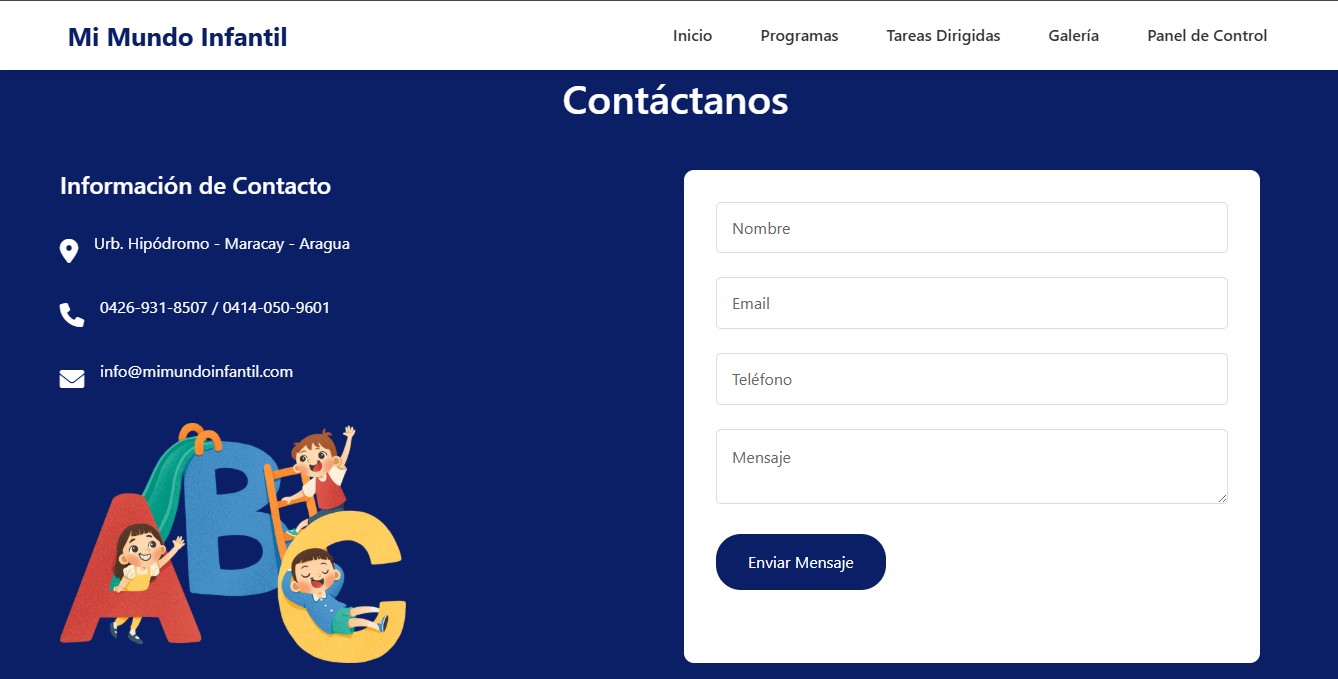 Mi Mundo Infantil
Inicio
Programas
Tareas Dirigidas
Galería
Panel de Control
Contáctanos
Información de Contacto
Urb. Hipódromo - Maracay - Aragua
0426-931-8507 / 0414-050-9601
info@mimundoinfantil.com
ABC
Nombre
Email
Teléfono
Mensaje
Enviar Mensaje